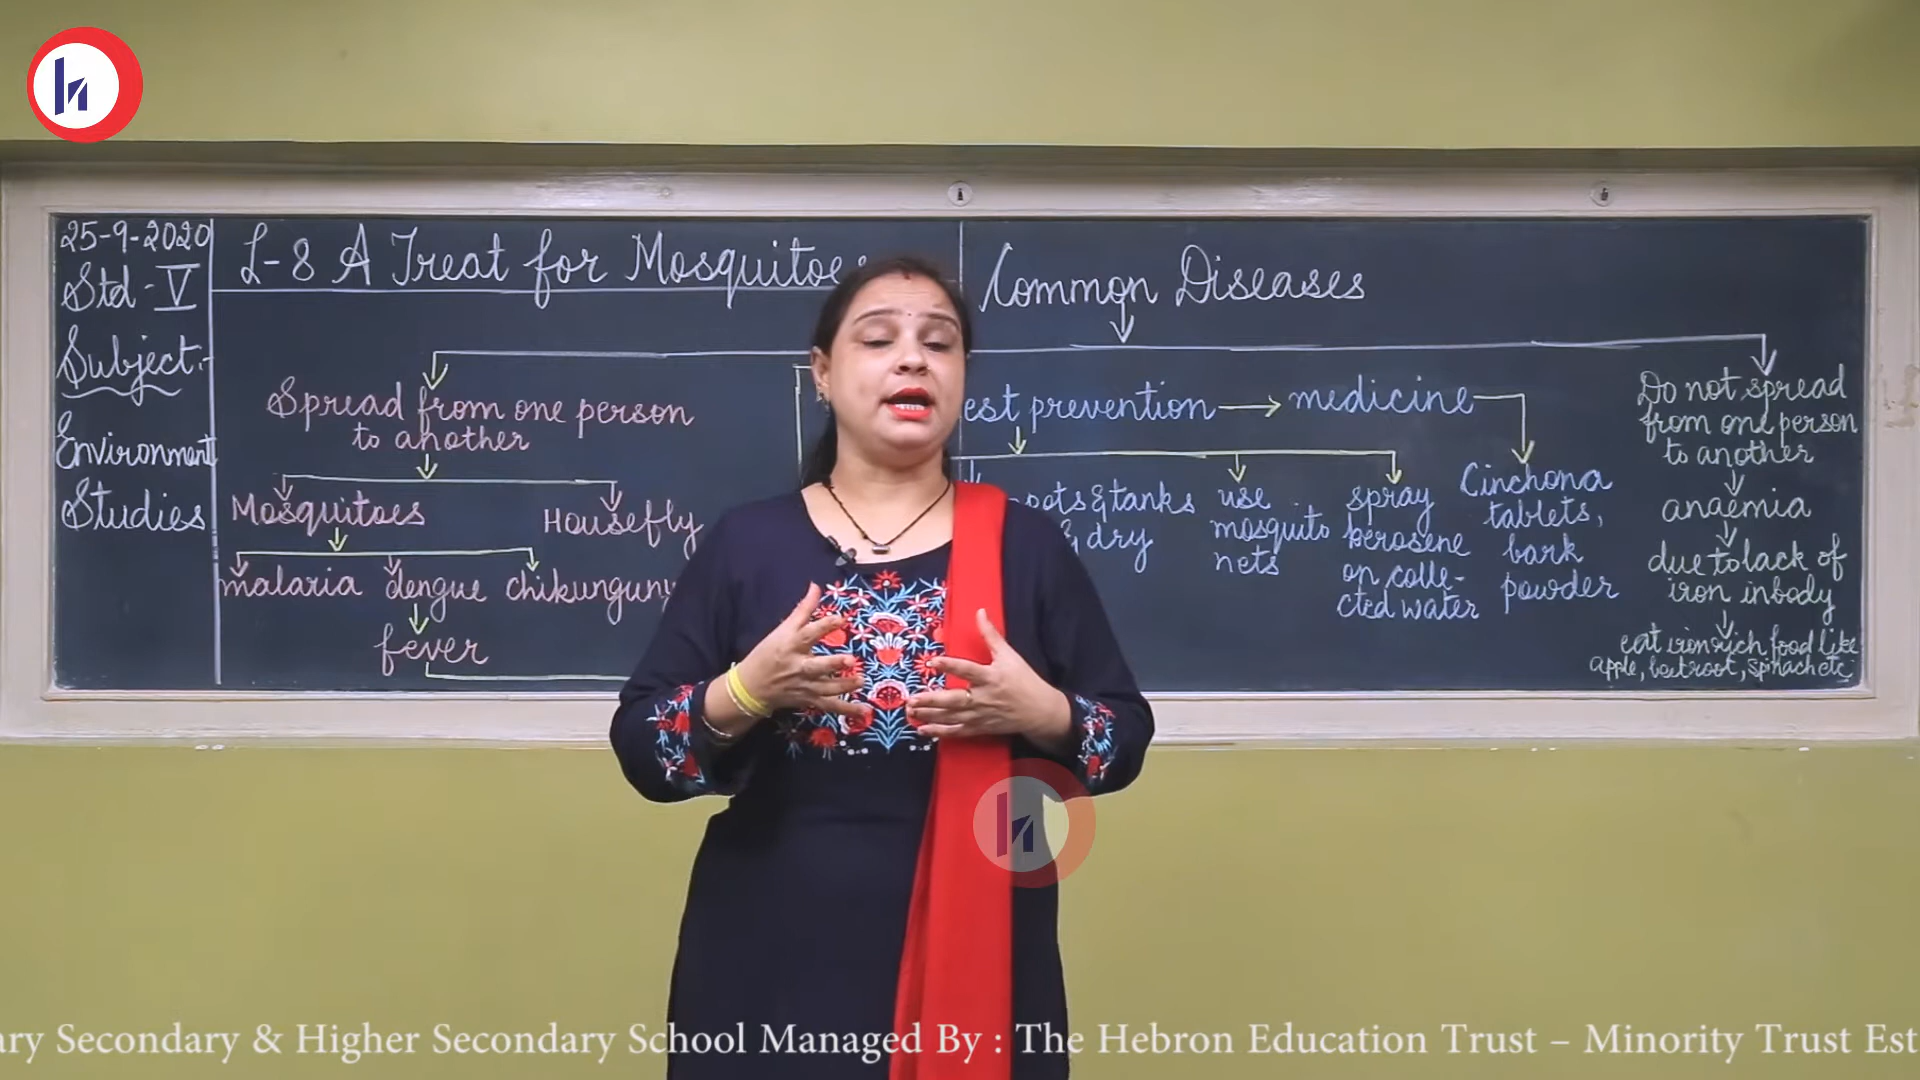 25-9-2020
Std - V
Subject:-
Environment
Studies
L-8 A Treat for Mosquitoes
Common Diseases
Spread from one person
to another
Mosquitoes
Housefly
malaria
dengue
fever
prevention
medicine
pots & tanks
dry
use
mosquito
nets
spray
kerosene
on colle-
cted water
Cinchona
tablets,
bark
powder
Do not spread
from one person
to another
anaemia
due to lack of
iron in body
eat iron rich food like
apple, beetroot, spinach etc
Secondary & Higher Secondary School Managed By : The Hebron Education Trust – Minority Trust